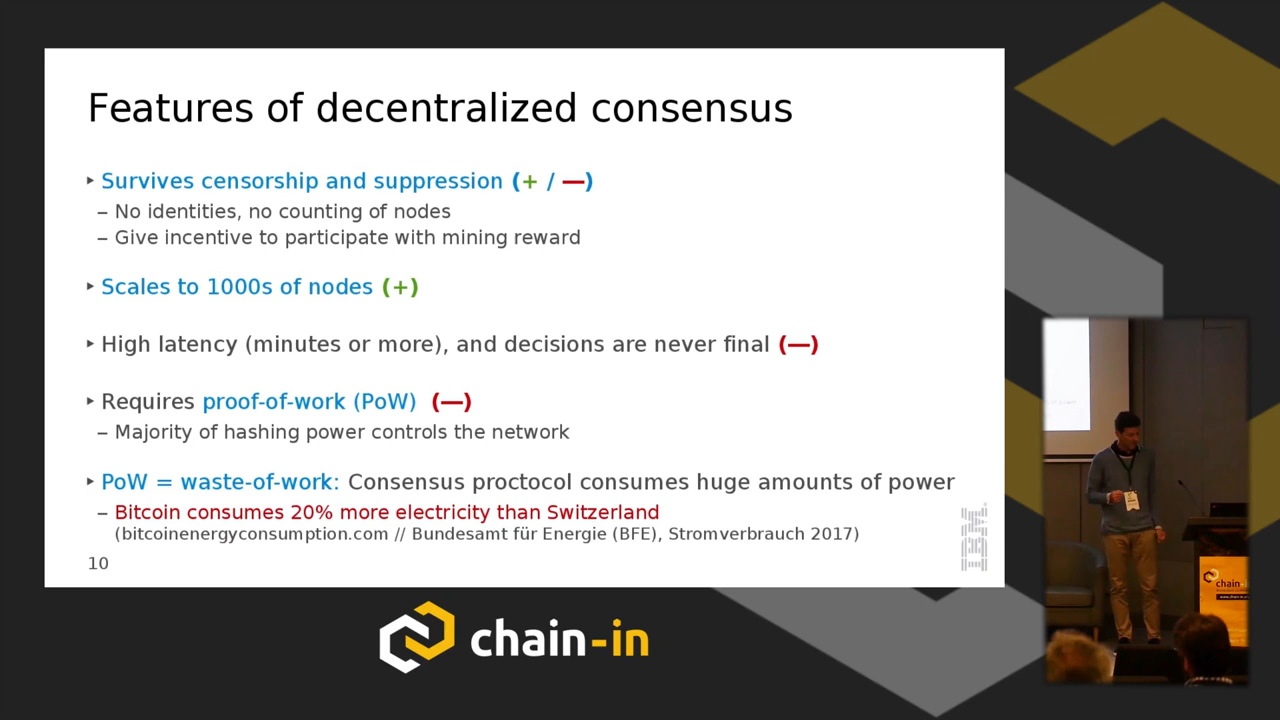 Features of decentralized consensus
‣ Survives censorship and suppression (+ / —)
– No identities, no counting of nodes
– Give incentive to participate with mining reward
‣ Scales to 1000s of nodes (+)
‣ High latency (minutes or more), and decisions are never final (—)
‣ Requires proof-of-work (PoW) (—)
– Majority of hashing power controls the network
‣ PoW = waste-of-work: Consensus proctocol consumes huge amounts of power
– Bitcoin consumes 20% more electricity than Switzerland
(bitcoinenergyconsumption.com // Bundesamt für Energie (BFE), Stromverbrauch 2017)
10
IBM
chain-in
chain-in